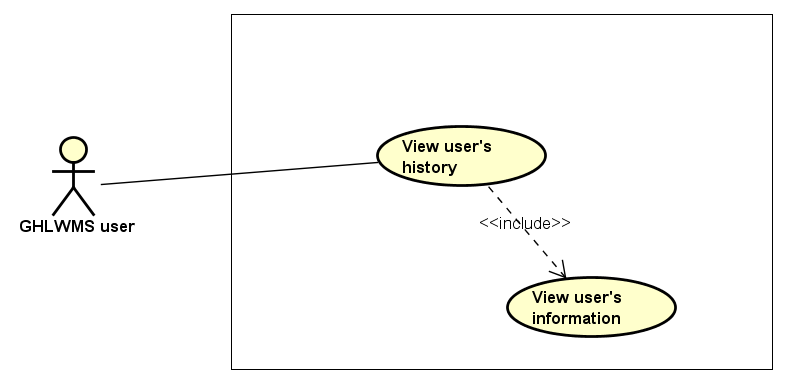 View user's
history
GHLWMS user
<<include>>
View user's
information